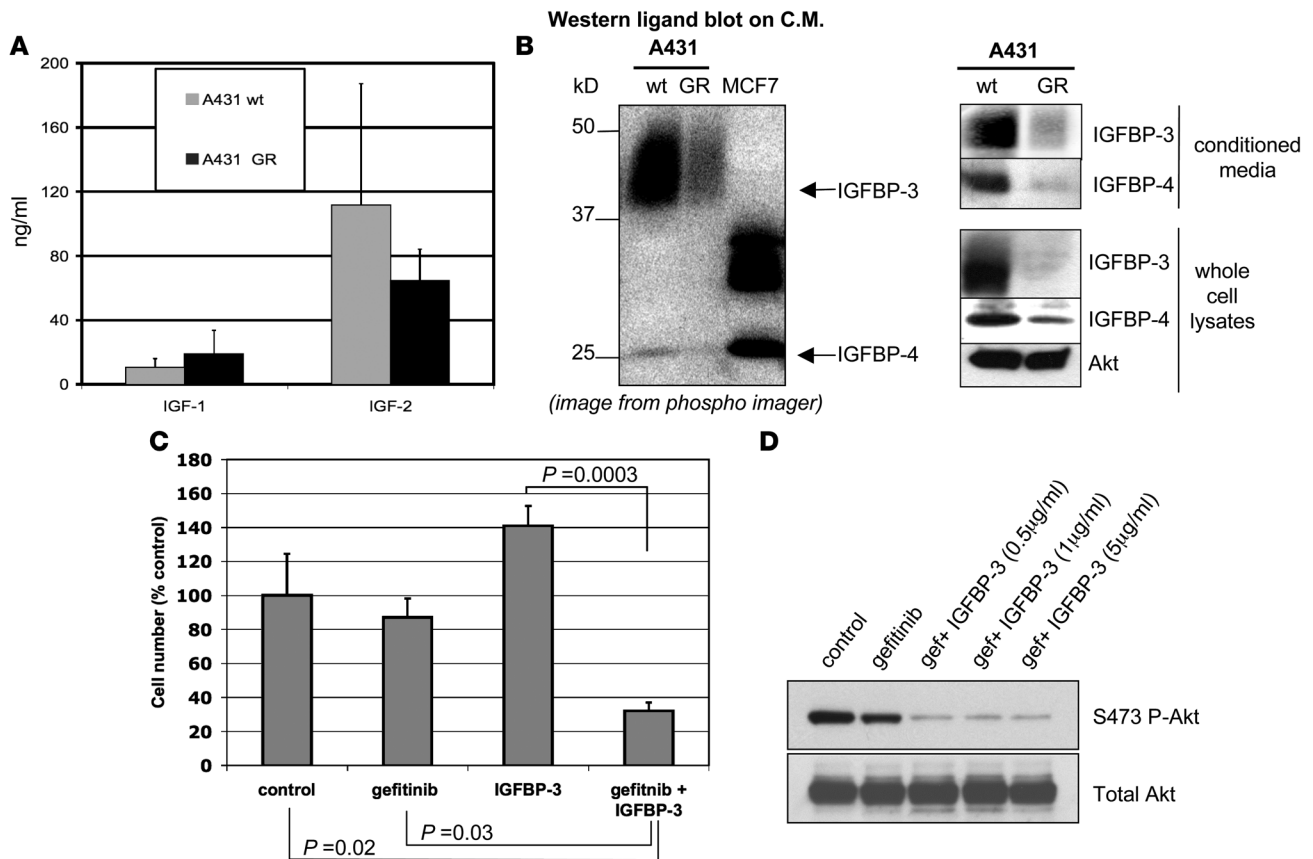 A
200
160
120
80
40
0
ng/ml
A431 wt
A431 GR
IGF-1
IGF-2
Western ligand blot on C.M.
B
A431
kD
wt GR MCF7
50
37
25
IGFBP-3
IGFBP-4
(image from phospho imager)
A431
wt GR
IGFBP-3
IGFBP-4
conditioned
media
IGFBP-3
IGFBP-4
Akt
whole
cell
lysates
C
180
160
140
120
100
80
60
40
20
0
Cell number (% control)
P =0.0003
control
gefitinib
IGFBP-3
gefitnib +
IGFBP-3
P =0.03
P =0.02
D
control
gefitinib
gef+ IGFBP-3 (0.5µg/ml)
gef+ IGFBP-3 (1µg/ml)
gef+ IGFBP-3 (5µg/ml)
S473 P-Akt
Total Akt